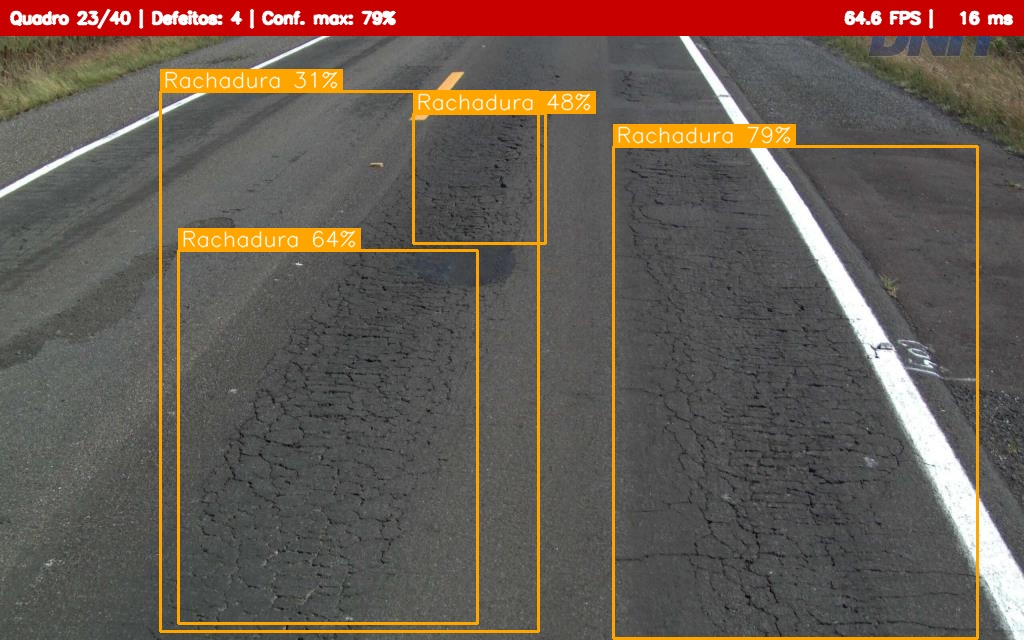 Quadro 23/40 | Defeitos: 4 | Conf. max: 79%
64.6 FPS | 16 ms
DNIT
Rachadura 31%
Rachadura 48%
Rachadura 79%
Rachadura 64%